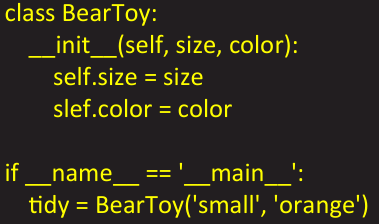 class BearToy:
    __init__(self, size, color):
        self.size = size
        slef.color = color

if __name__ == '__main__':
    tidy = BearToy('small', 'orange')